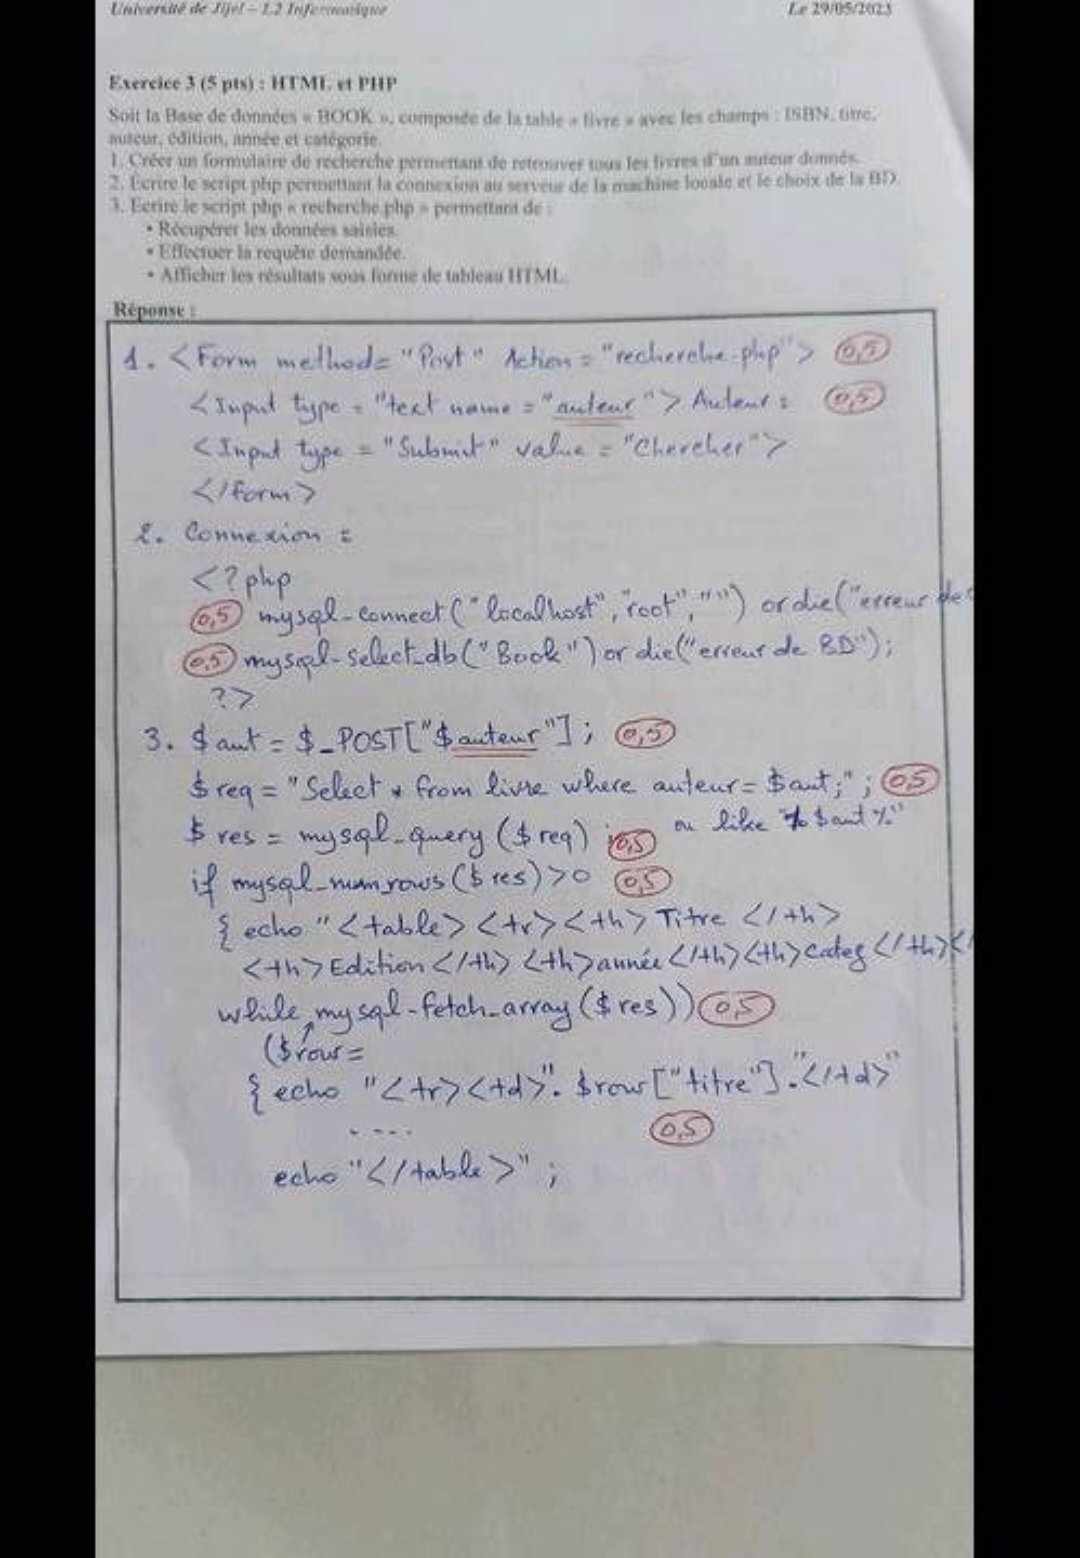 Université de Jijel – L2 Informatique
Le 29/05/2023
Exercice 3 (5 pts) : HTML et PHP
Soit la Base de données « BOOK », composée de la table « livre » avec les champs : ISBN, titre,
auteur, édition, année et catégorie.
1. Créer un formulaire de recherche permettant de retrouver tous les livres d'un auteur donnés.
2. Ecrire le script php permettant la connexion au serveur de la machine locale et le choix de la BD.
3. Ecrire le script php « recherche.php » permettant de :
• Récupérer les données saisies.
• Effectuer la requête demandée.
• Afficher les résultats sous forme de tableau HTML.
Réponse :
1. <Form method= "Post" Action = "recherche.php"> 0,5
<Input type = "text name = "auteur"> Auteur : 0,5
<Input type = "Submit" value = "Chercher">
</form>
2. Connexion :
<?php
0,5 mysql-connect("localhost","root","") or die("erreur de
0,5 mysql-select_db("Book") or die("erreur de BD");
?>
3. $aut = $_POST["$auteur"]; 0,5
$req = "Select * from livre where auteur= $aut;"; 0,5
$res = mysql_query($req) ; 0,5 ou like "% $aut %"
if mysql_num_rows($res)>0 0,5
{ echo "<table><tr><th>Titre </th>
<th>Edition</th><th>année</th><th>Categ</th><
while mysql-fetch_array($res)) 0,5
($row=
{ echo "<tr><td>". $row["titre"]."</td>"
.... 0,5
echo "</table>" ;